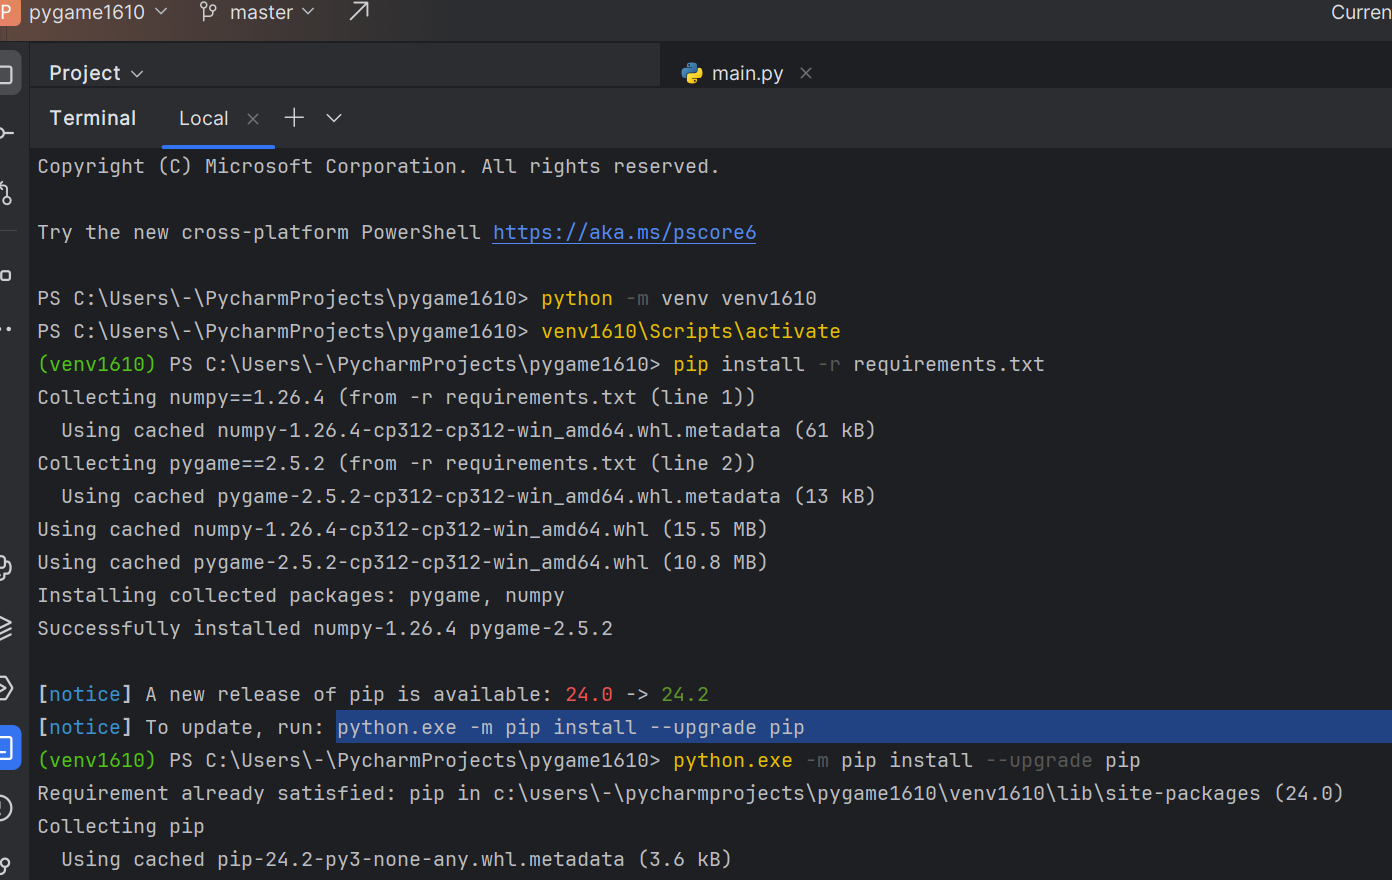 P pygame1610 master
Project
main.py
Terminal Local
Copyright (C) Microsoft Corporation. All rights reserved.
Try the new cross-platform PowerShell https://aka.ms/pscore6
PS C:\Users\-\PycharmProjects\pygame1610> python -m venv venv1610
PS C:\Users\-\PycharmProjects\pygame1610> venv1610\Scripts\activate
(venv1610) PS C:\Users\-\PycharmProjects\pygame1610> pip install -r requirements.txt
Collecting numpy==1.26.4 (from -r requirements.txt (line 1))
  Using cached numpy-1.26.4-cp312-cp312-win_amd64.whl.metadata (61 kB)
Collecting pygame==2.5.2 (from -r requirements.txt (line 2))
  Using cached pygame-2.5.2-cp312-cp312-win_amd64.whl.metadata (13 kB)
Using cached numpy-1.26.4-cp312-cp312-win_amd64.whl (15.5 MB)
Using cached pygame-2.5.2-cp312-cp312-win_amd64.whl (10.8 MB)
Installing collected packages: pygame, numpy
Successfully installed numpy-1.26.4 pygame-2.5.2
[notice] A new release of pip is available: 24.0 -> 24.2
[notice] To update, run: python.exe -m pip install --upgrade pip
(venv1610) PS C:\Users\-\PycharmProjects\pygame1610> python.exe -m pip install --upgrade pip
Requirement already satisfied: pip in c:\users\-\pycharmprojects\pygame1610\venv1610\lib\site-packages (24.0)
Collecting pip
  Using cached pip-24.2-py3-none-any.whl.metadata (3.6 kB)